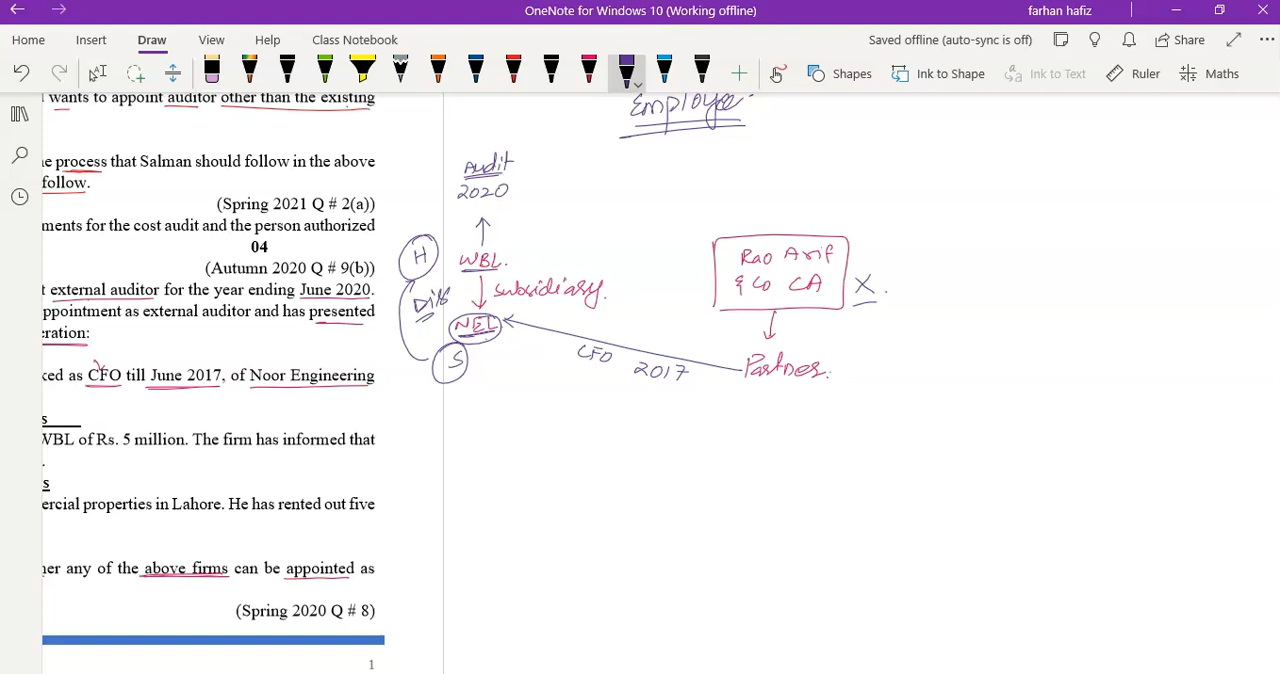 OneNote for Windows 10 (Working offline)
farhan hafiz
Home Insert Draw View Help Class Notebook
Saved offline (auto-sync is off)
Share
Shapes Ink to Shape Ink to Text Ruler Maths
d wants to appoint auditor other than the existing
e process that Salman should follow in the above
follow.
(Spring 2021 Q # 2(a))
ments for the cost audit and the person authorized
04
(Autumn 2020 Q # 9(b))
t external auditor for the year ending June 2020.
ppointment as external auditor and has presented
eration:
ked as CFO till June 2017, of Noor Engineering
s
WBL of Rs. 5 million. The firm has informed that
.
s
ercial properties in Lahore. He has rented out five
er any of the above firms can be appointed as
(Spring 2020 Q # 8)
1
Employee
Audit
2020
H
WBL.
Rao Arif
& Co CA
X
subsidiary.
NEL
S
CFO
2017
Partner.